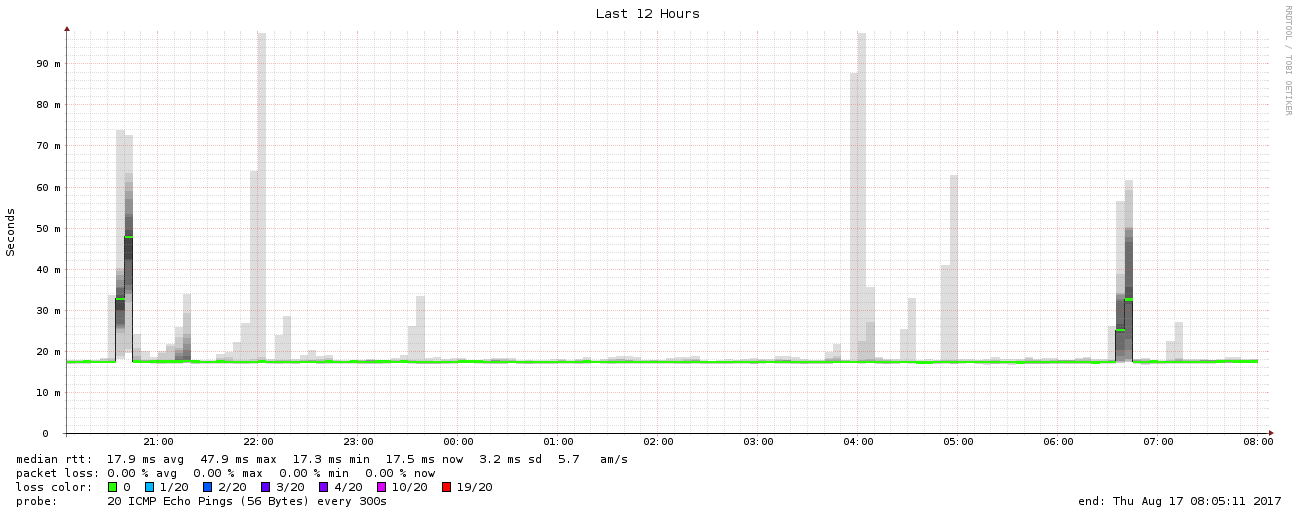 Last 12 Hours
RRDTOOL / TOBI OETIKER
Seconds
90 m
80 m
70 m
60 m
50 m
40 m
30 m
20 m
10 m
0
21:00 22:00 23:00 00:00 01:00 02:00 03:00 04:00 05:00 06:00 07:00 08:00
median rtt: 17.9 ms avg 47.9 ms max 17.3 ms min 17.5 ms now 3.2 ms sd 5.7 am/s
packet loss: 0.00 % avg 0.00 % max 0.00 % min 0.00 % now
loss color: 0 1/20 2/20 3/20 4/20 10/20 19/20
probe: 20 ICMP Echo Pings (56 Bytes) every 300s end: Thu Aug 17 08:05:11 2017